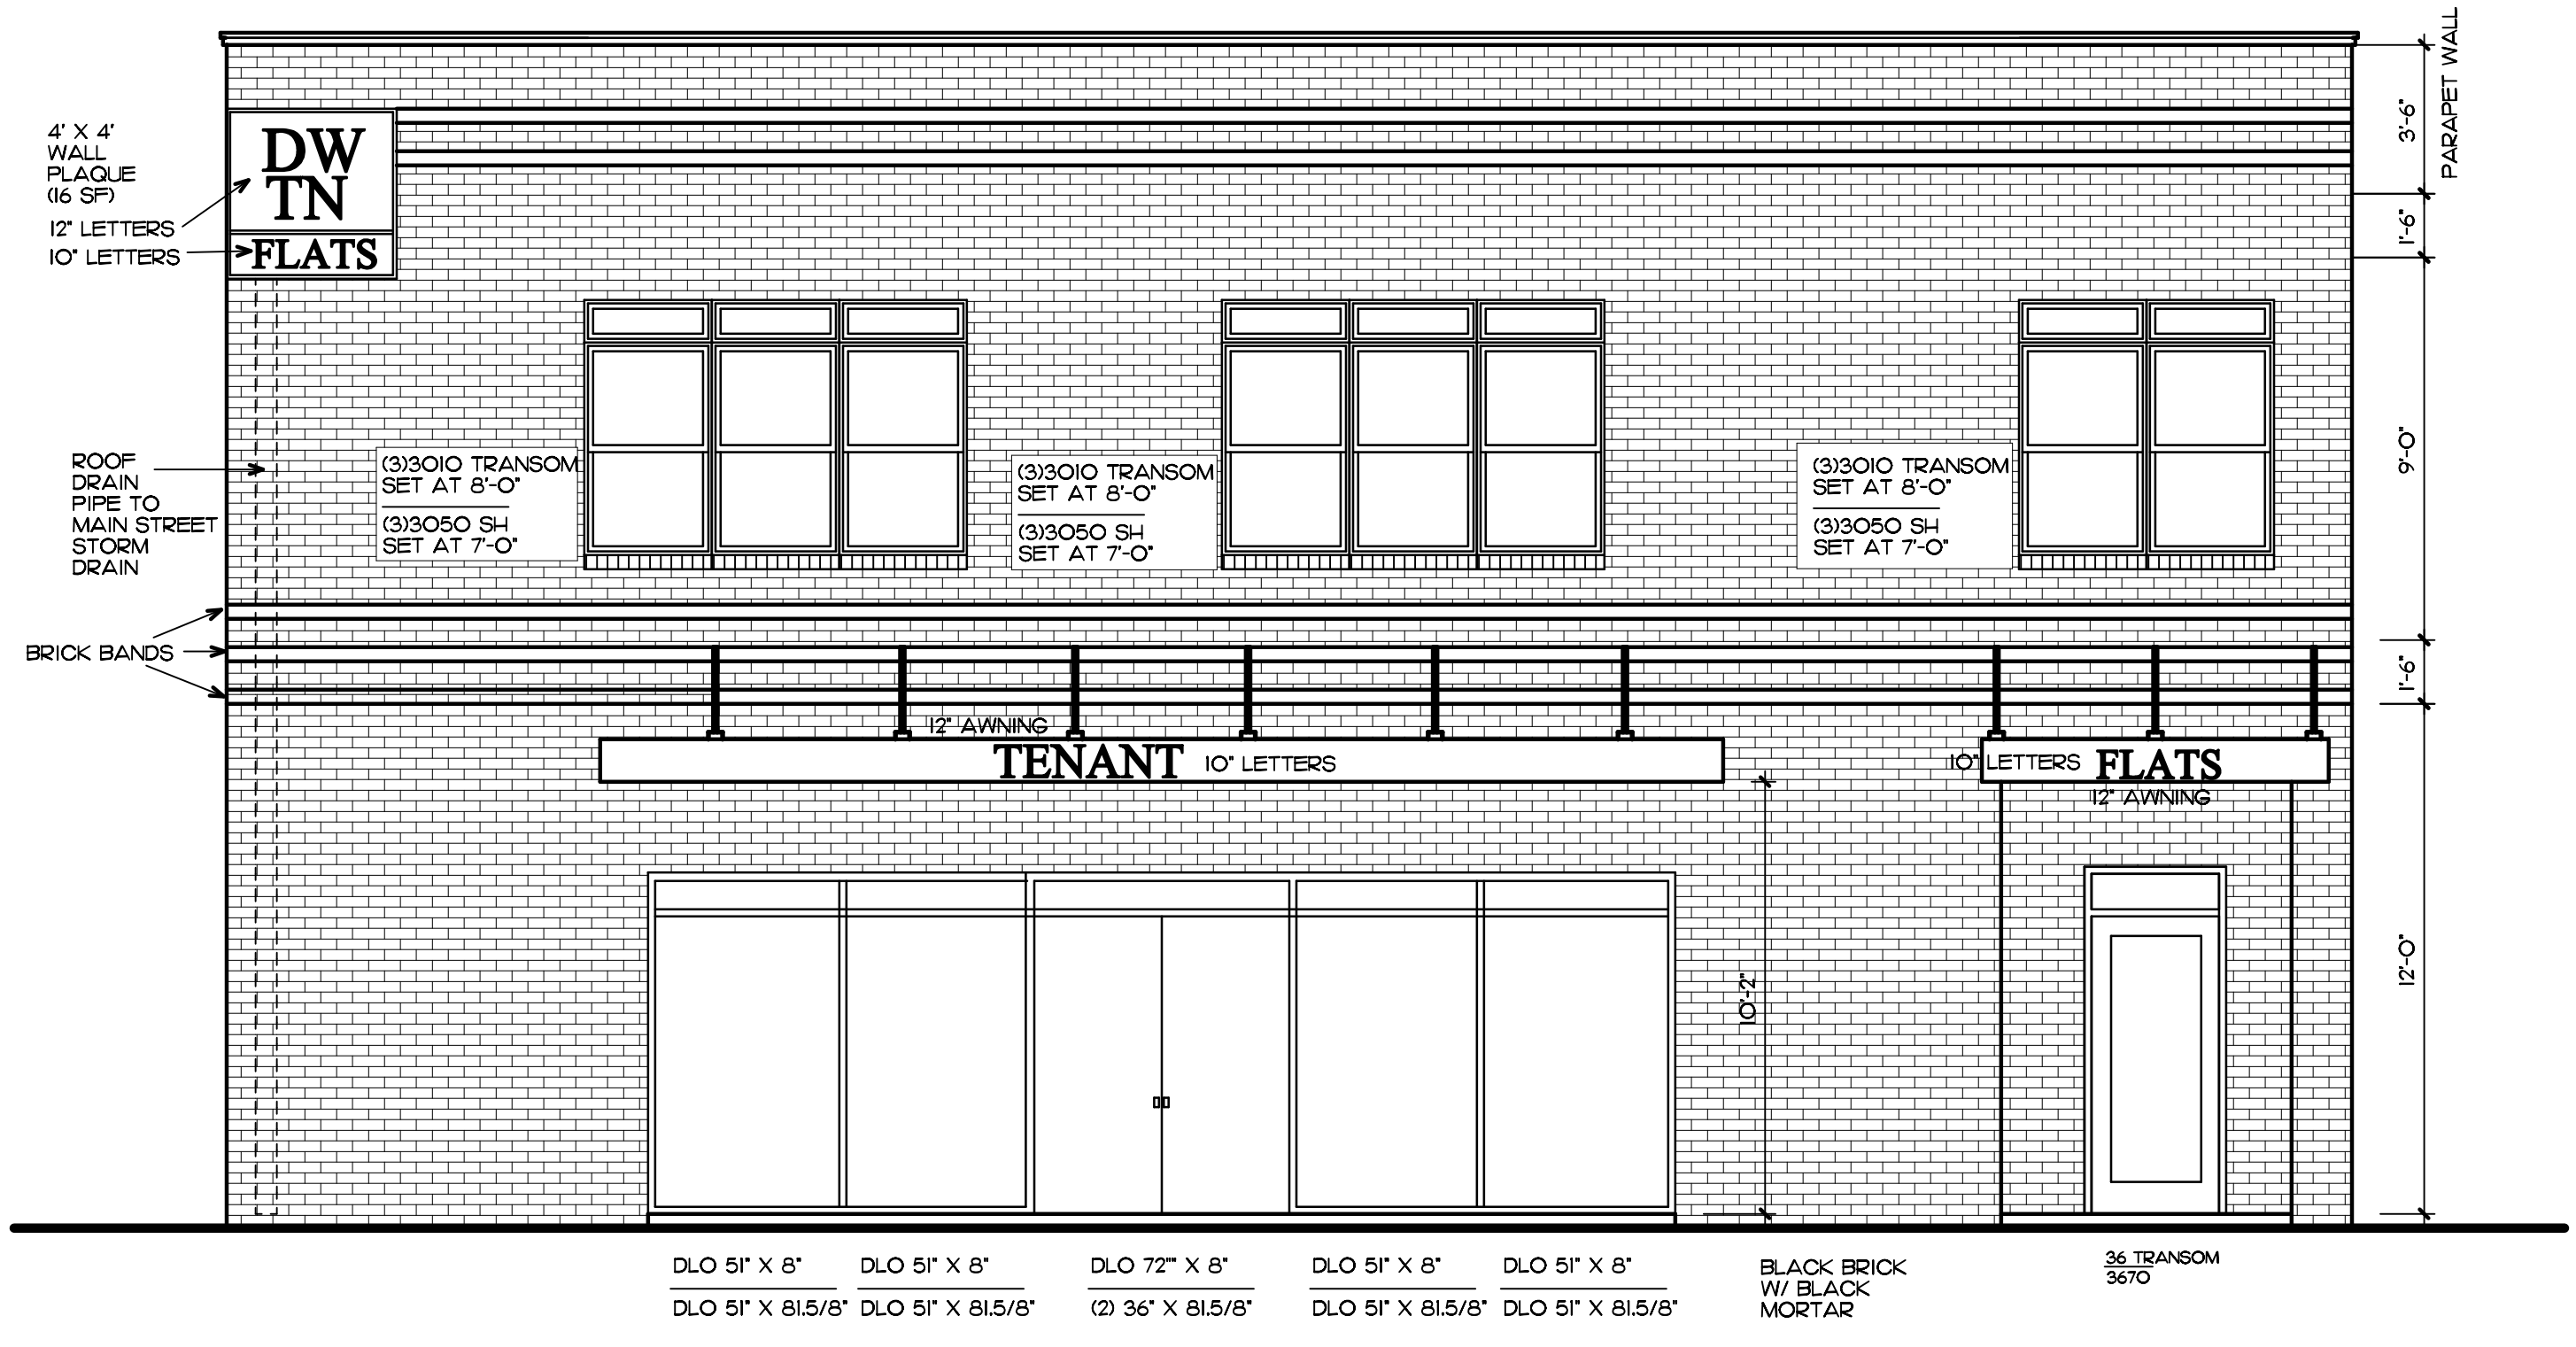 PARAPET WALL
3'-6"
1'-6"
9'-0"
1'-6"
12'-0"
4' X 4'
WALL
PLAQUE
(16 SF)
12" LETTERS
10" LETTERS
DW
TN
FLATS
ROOF
DRAIN
PIPE TO
MAIN STREET
STORM
DRAIN
(3)3010 TRANSOM
SET AT 8'-0"
(3)3050 SH
SET AT 7'-0"
(3)3010 TRANSOM
SET AT 8'-0"
(3)3050 SH
SET AT 7'-0"
(3)3010 TRANSOM
SET AT 8'-0"
(3)3050 SH
SET AT 7'-0"
BRICK BANDS
12" AWNING
TENANT 10" LETTERS
10" LETTERS FLATS
12" AWNING
10'-2"
DLO 51" X 8"
DLO 51" X 81.5/8"
DLO 51" X 8"
DLO 51" X 81.5/8"
DLO 72"" X 8"
(2) 36" X 81.5/8"
DLO 51" X 8"
DLO 51" X 81.5/8"
DLO 51" X 8"
DLO 51" X 81.5/8"
BLACK BRICK
W/ BLACK
MORTAR
36 TRANSOM
3670